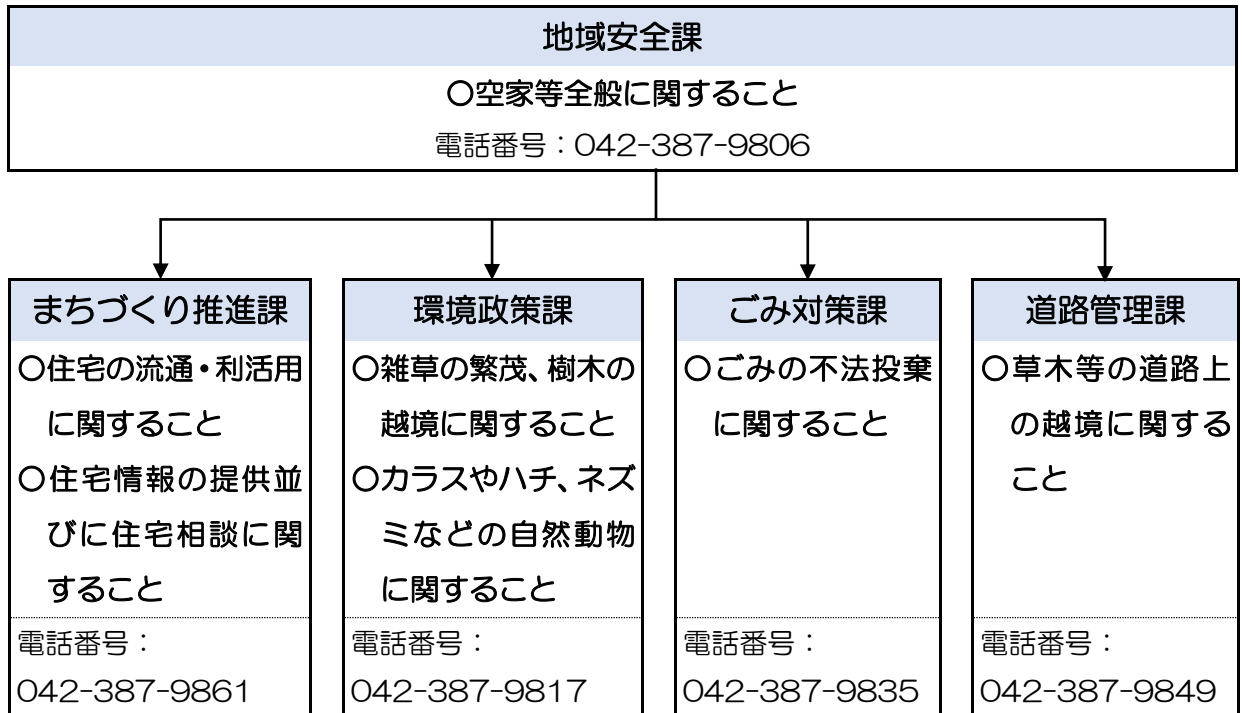 地域安全課
〇空家等全般に関すること
電話番号：042-387-9806
まちづくり推進課
〇住宅の流通・利活用
に関すること
〇住宅情報の提供並
びに住宅相談に関
すること
電話番号：
042-387-9861
環境政策課
〇雑草の繁茂、樹木の
越境に関すること
〇カラスやハチ、ネズ
ミなどの自然動物
に関すること
電話番号：
042-387-9817
ごみ対策課
〇ごみの不法投棄
に関すること
電話番号：
042-387-9835
道路管理課
〇草木等の道路上
の越境に関する
こと
電話番号：
042-387-9849